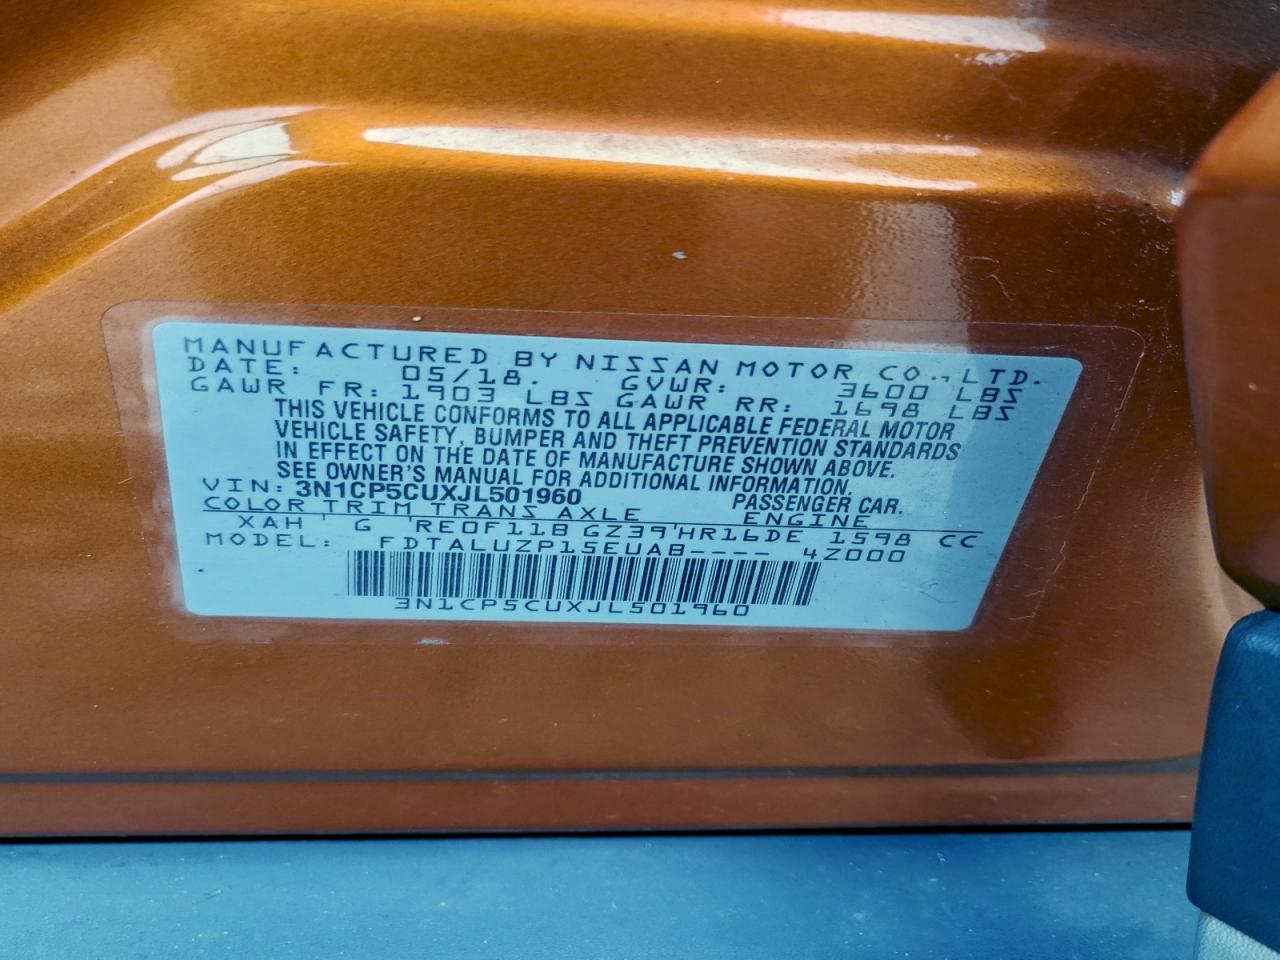 MANUFACTURED BY NISSAN MOTOR CO., LTD.
DATE: 05/18. GVWR: 3600 LBS
GAWR FR: 1903 LBS GAWR RR: 1698 LBS
THIS VEHICLE CONFORMS TO ALL APPLICABLE FEDERAL MOTOR
VEHICLE SAFETY, BUMPER AND THEFT PREVENTION STANDARDS
IN EFFECT ON THE DATE OF MANUFACTURE SHOWN ABOVE.
SEE OWNER'S MANUAL FOR ADDITIONAL INFORMATION.
VIN: 3N1CP5CUXJL501960 PASSENGER CAR.
COLOR TRIM TRANS AXLE ENGINE
XAH ' G 'RE0F11B GZ39'HR16DE 1598 CC
MODEL: FDTALUZP15EUAB---- 4Z000
3N1CP5CUXJL501960